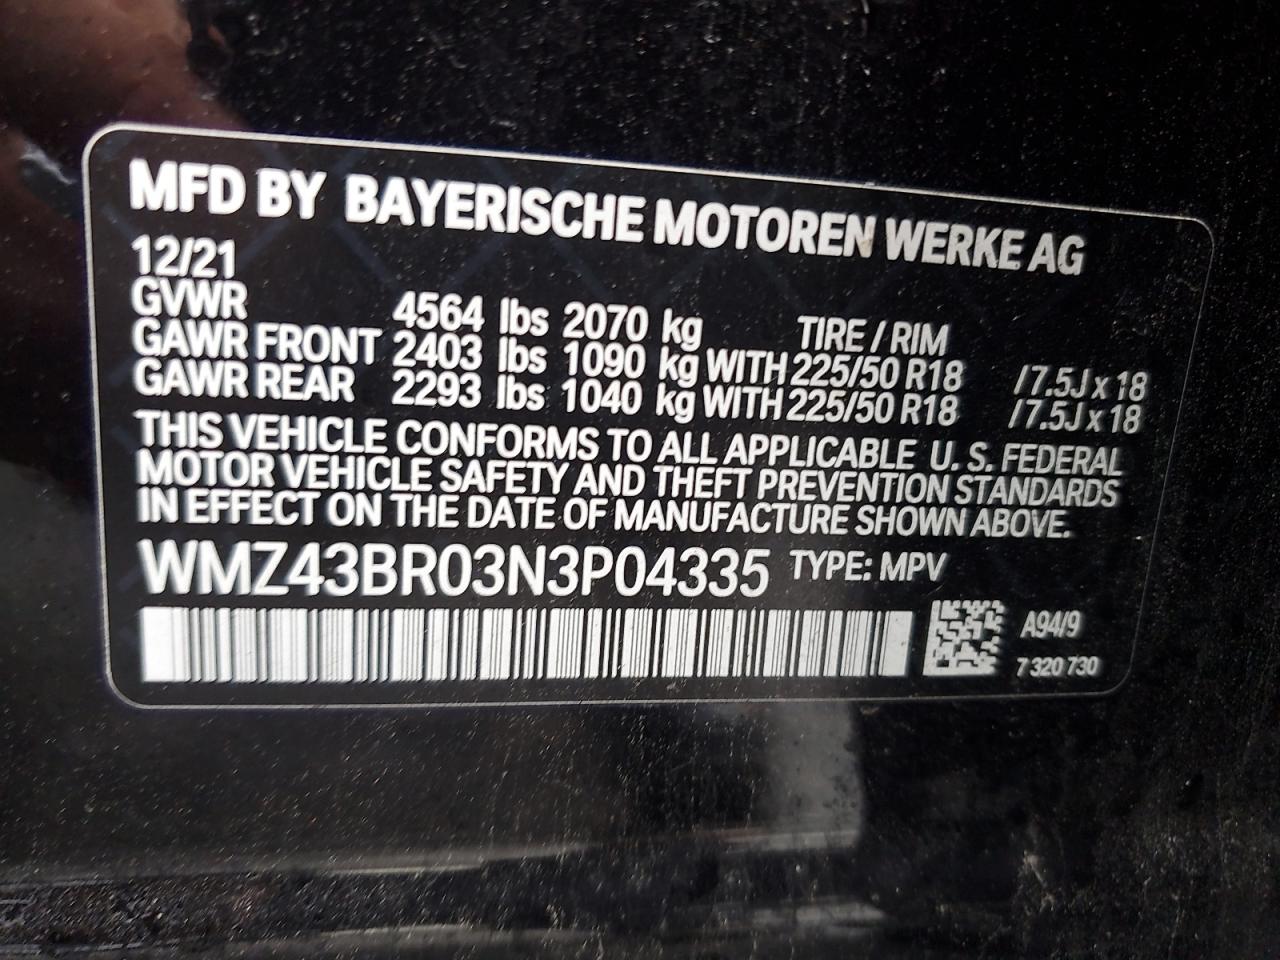 MFD BY BAYERISCHE MOTOREN WERKE AG
12/21
GVWR 4564 lbs 2070 kg TIRE / RIM
GAWR FRONT 2403 lbs 1090 kg WITH 225/50 R18 /7.5J x 18
GAWR REAR 2293 lbs 1040 kg WITH 225/50 R18 /7.5J x 18
THIS VEHICLE CONFORMS TO ALL APPLICABLE U. S. FEDERAL
MOTOR VEHICLE SAFETY AND THEFT PREVENTION STANDARDS
IN EFFECT ON THE DATE OF MANUFACTURE SHOWN ABOVE.
WMZ43BR03N3P04335 TYPE: MPV
A94/9
7 320 730